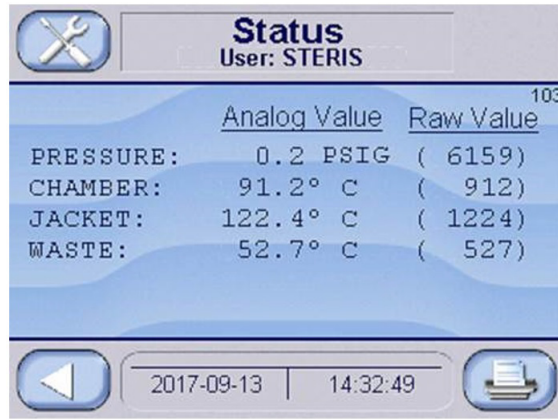 Status
User: STERIS
103
Analog Value Raw Value
PRESSURE: 0.2 PSIG ( 6159)
CHAMBER: 91.2° C ( 912)
JACKET: 122.4° C ( 1224)
WASTE: 52.7° C ( 527)
2017-09-13 | 14:32:49